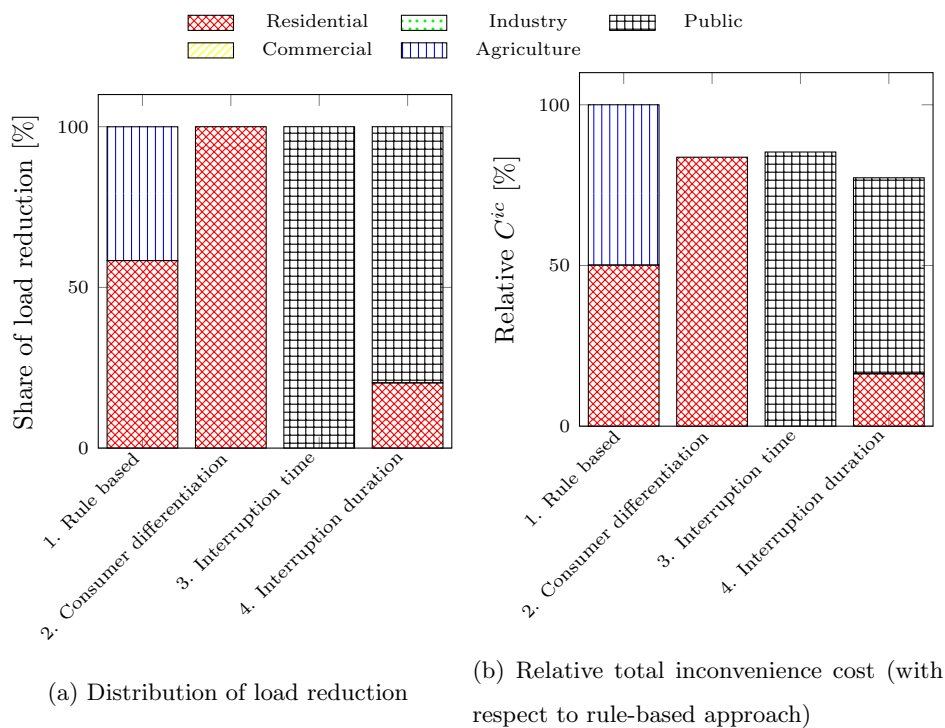 Residential Industry Public
Commercial Agriculture
Share of load reduction [%]
100
50
0
1. Rule based
2. Consumer differentiation
3. Interruption time
4. Interruption duration
(a) Distribution of load reduction
Relative C^{ic} [%]
100
50
0
1. Rule based
2. Consumer differentiation
3. Interruption time
4. Interruption duration
(b) Relative total inconvenience cost (with
respect to rule-based approach)